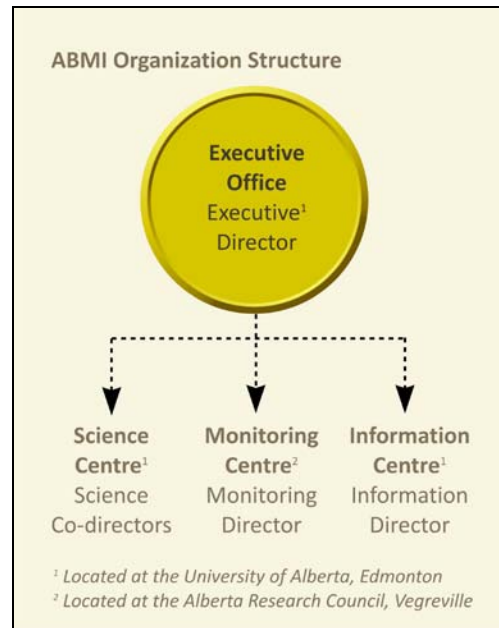 ABMI Organization Structure
Executive
Office
Executive¹
Director
Science
Centre¹
Science
Co-directors
Monitoring
Centre²
Monitoring
Director
Information
Centre¹
Information
Director
¹ Located at the University of Alberta, Edmonton
² Located at the Alberta Research Council, Vegreville